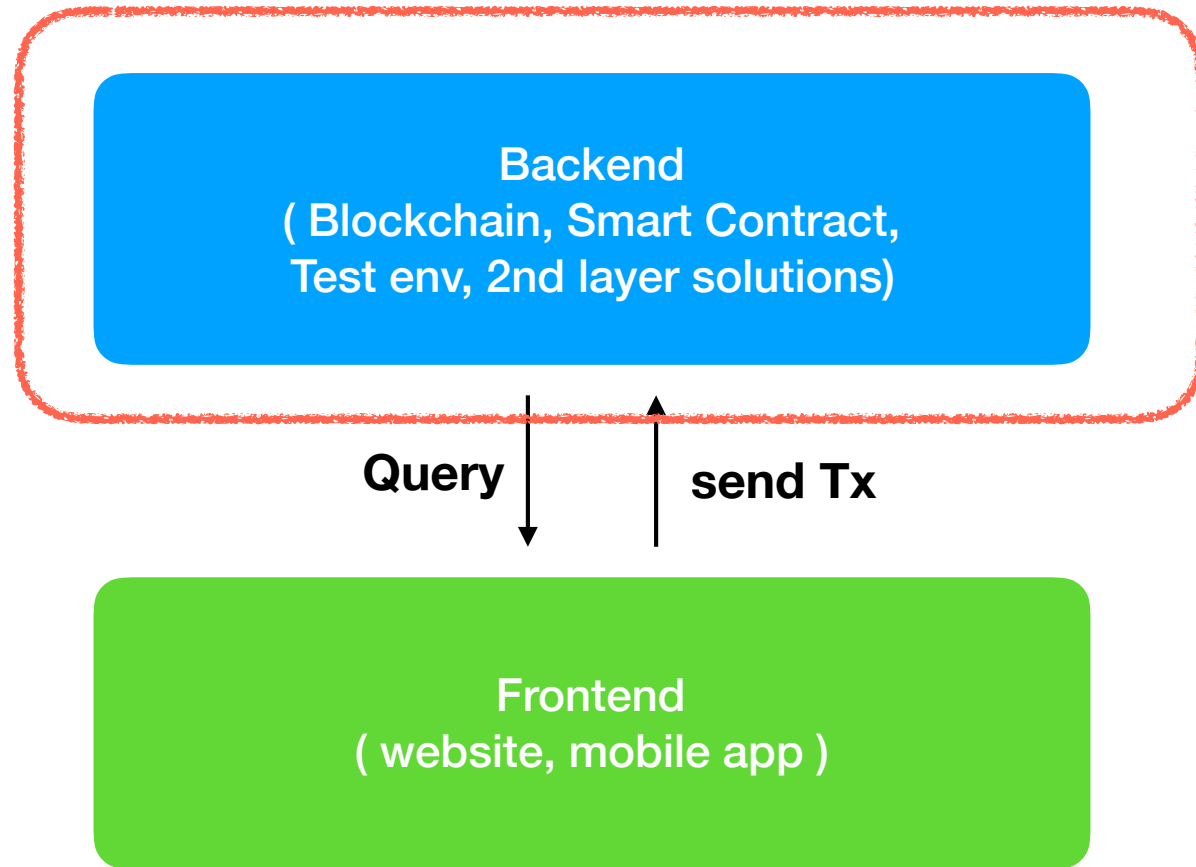 Backend
( Blockchain, Smart Contract,
Test env, 2nd layer solutions)
Query
send Tx
Frontend
( website, mobile app )